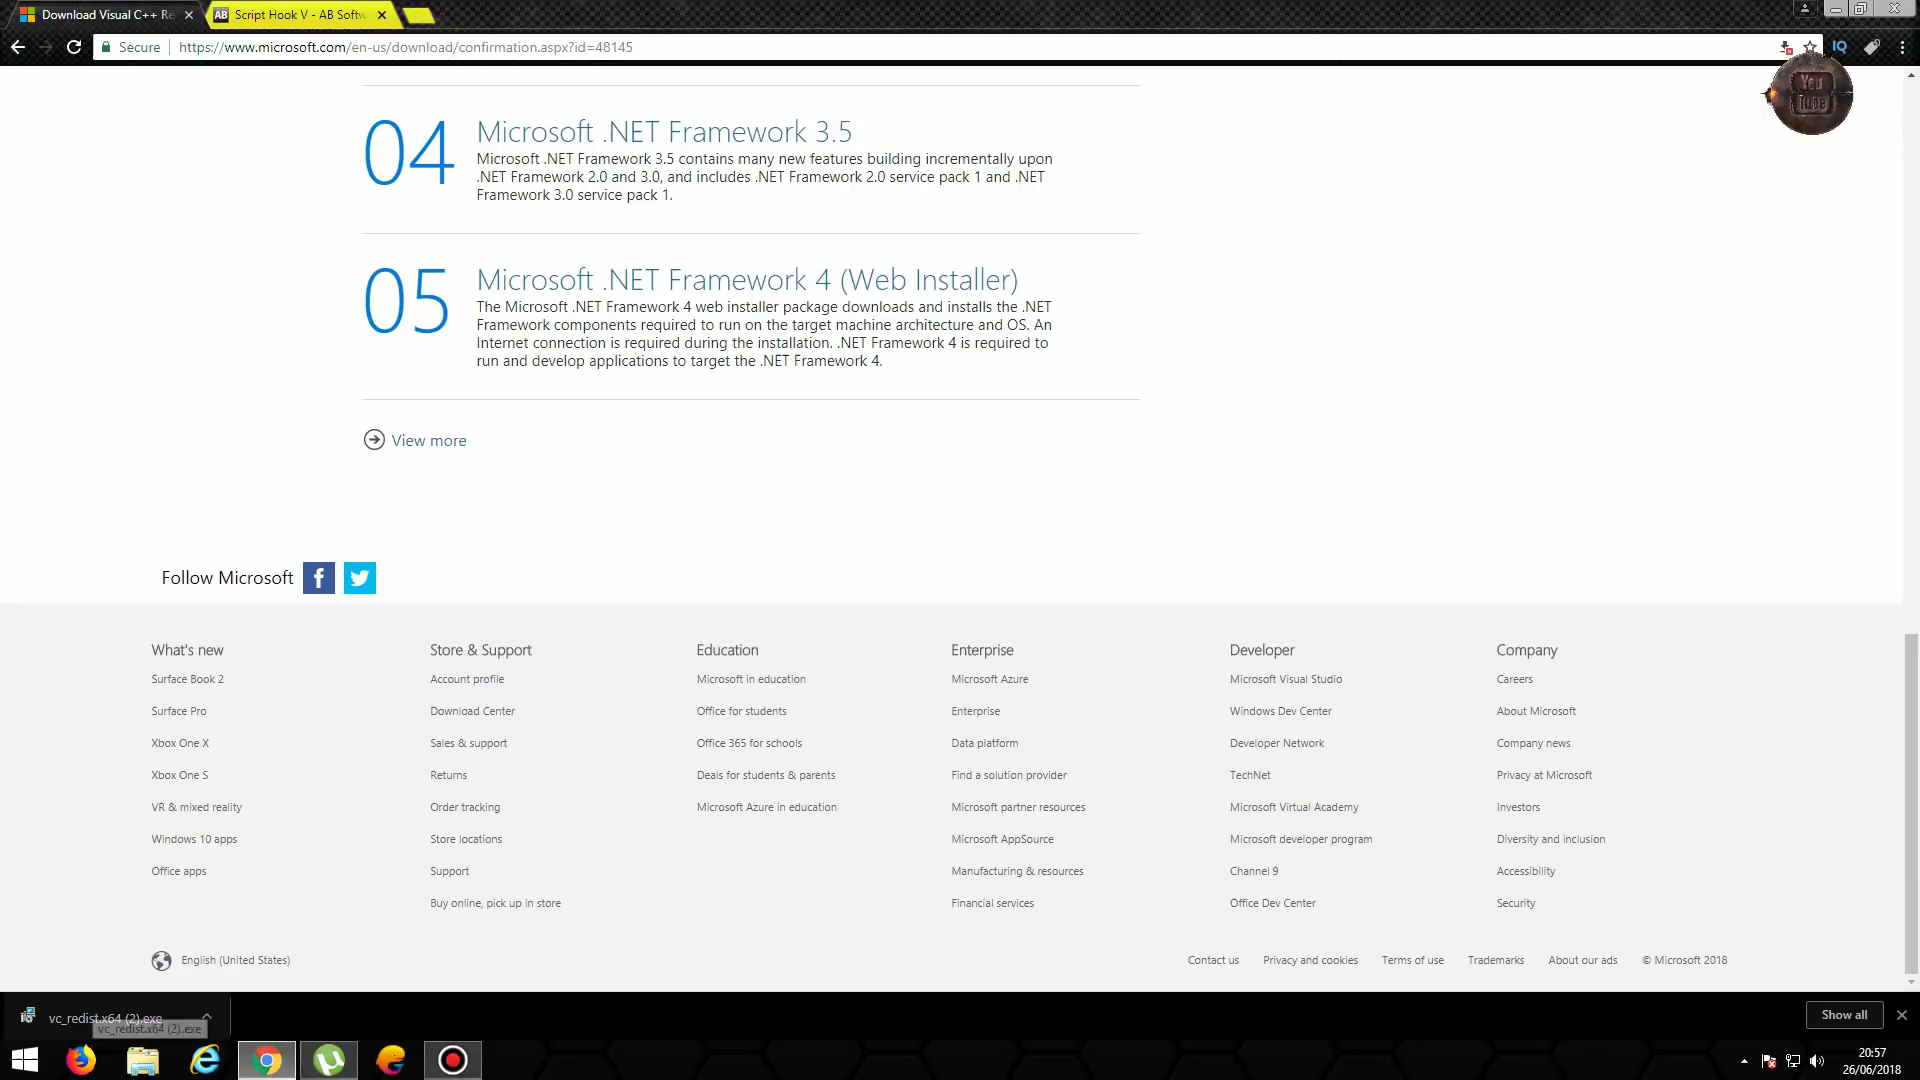 Download Visual C++ Re
AB Script Hook V - AB Softw
Secure https://www.microsoft.com/en-us/download/confirmation.aspx?id=48145
IQ
You
Tube
04 Microsoft .NET Framework 3.5
Microsoft .NET Framework 3.5 contains many new features building incrementally upon
.NET Framework 2.0 and 3.0, and includes .NET Framework 2.0 service pack 1 and .NET
Framework 3.0 service pack 1.
05 Microsoft .NET Framework 4 (Web Installer)
The Microsoft .NET Framework 4 web installer package downloads and installs the .NET
Framework components required to run on the target machine architecture and OS. An
Internet connection is required during the installation. .NET Framework 4 is required to
run and develop applications to target the .NET Framework 4.
View more
Follow Microsoft
What's new
Surface Book 2
Surface Pro
Xbox One X
Xbox One S
VR & mixed reality
Windows 10 apps
Office apps
Store & Support
Account profile
Download Center
Sales & support
Returns
Order tracking
Store locations
Support
Buy online, pick up in store
Education
Microsoft in education
Office for students
Office 365 for schools
Deals for students & parents
Microsoft Azure in education
Enterprise
Microsoft Azure
Enterprise
Data platform
Find a solution provider
Microsoft partner resources
Microsoft AppSource
Manufacturing & resources
Financial services
Developer
Microsoft Visual Studio
Windows Dev Center
Developer Network
TechNet
Microsoft Virtual Academy
Microsoft developer program
Channel 9
Office Dev Center
Company
Careers
About Microsoft
Company news
Privacy at Microsoft
Investors
Diversity and inclusion
Accessibility
Security
English (United States)
Contact us Privacy and cookies Terms of use Trademarks About our ads © Microsoft 2018
vc_redist.x64 (2).exe
vc_redist.x64 (2).exe
Show all
20:57
26/06/2018